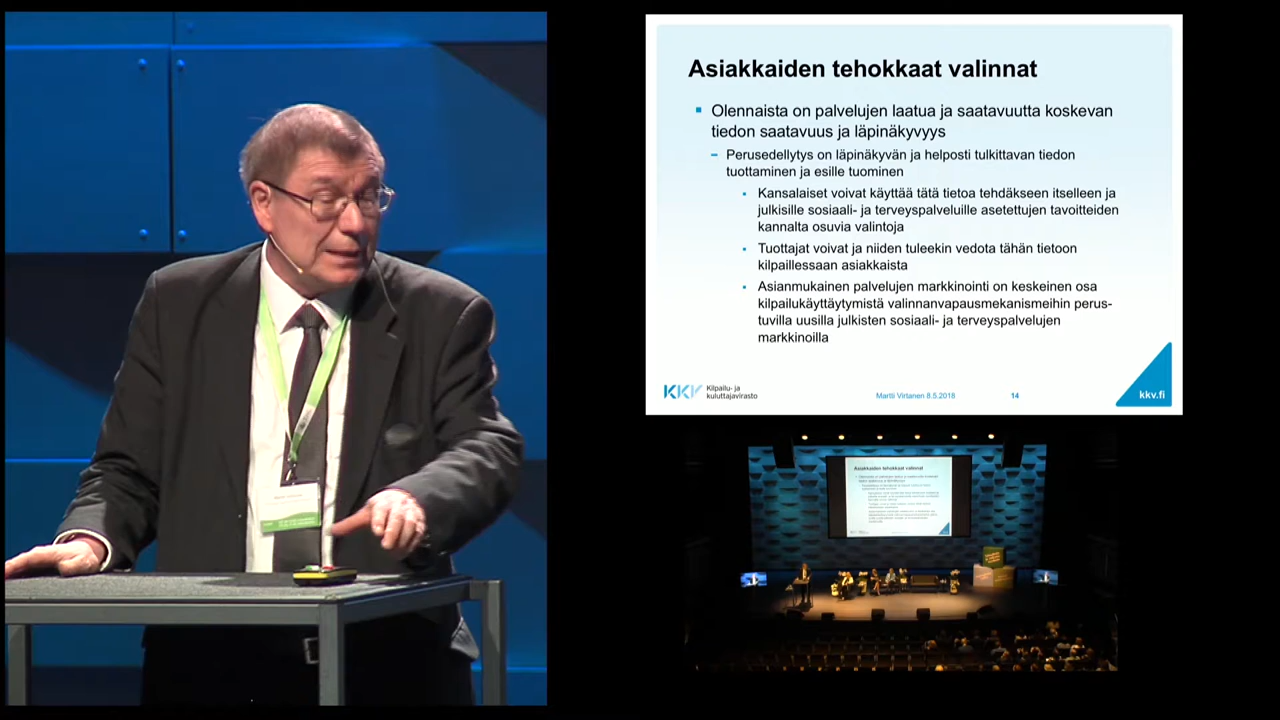 Asiakkaiden tehokkaat valinnat
Olennaista on palvelujen laatua ja saatavuutta koskevan
tiedon saatavuus ja läpinäkyvyys
Perusedellytys on läpinäkyvän ja helposti tulkittavan tiedon
tuottaminen ja esille tuominen
Kansalaiset voivat käyttää tätä tietoa tehdäkseen itselleen ja
julkisille sosiaali- ja terveyspalveluille asetettujen tavoitteiden
kannalta osuvia valintoja
Tuottajat voivat ja niiden tuleekin vedota tähän tietoon
kilpaillessaan asiakkaista
Asianmukainen palvelujen markkinointi on keskeinen osa
kilpailukäyttäytymistä valinnanvapausmekanismeihin perus-
tuvilla uusilla julkisten sosiaali- ja terveyspalvelujen
markkinoilla
KKV Kilpailu- ja
kuluttajavirasto
Martti Virtanen 8.5.2018
14
kkv.fi
Asiakkaiden tehokkaat valinnat